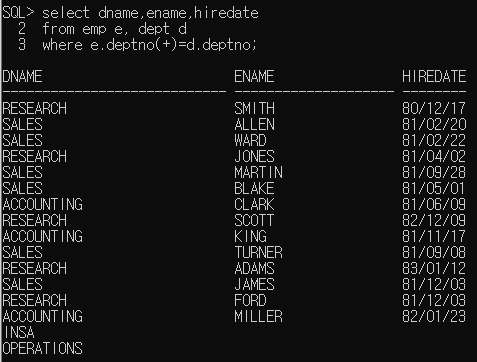 SQL> select dname,ename,hiredate
2 from emp e, dept d
3 where e.deptno(+)=d.deptno;
DNAME ENAME HIREDATE
---------------------------- -------------------- --------
RESEARCH SMITH 80/12/17
SALES ALLEN 81/02/20
SALES WARD 81/02/22
RESEARCH JONES 81/04/02
SALES MARTIN 81/09/28
SALES BLAKE 81/05/01
ACCOUNTING CLARK 81/06/09
RESEARCH SCOTT 82/12/09
ACCOUNTING KING 81/11/17
SALES TURNER 81/09/08
RESEARCH ADAMS 83/01/12
SALES JAMES 81/12/03
RESEARCH FORD 81/12/03
ACCOUNTING MILLER 82/01/23
INSA
OPERATIONS